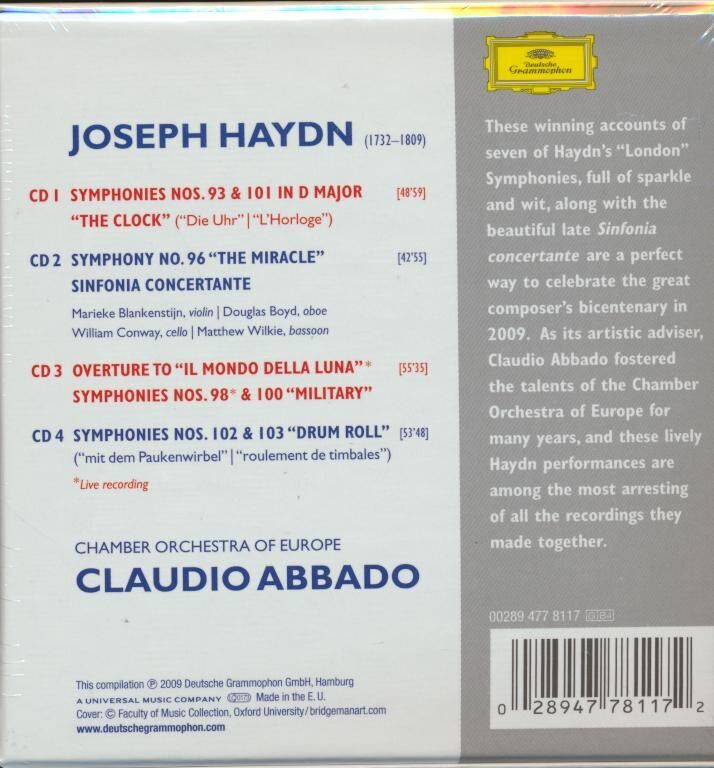 JOSEPH HAYDN (1732–1809)
CD 1 SYMPHONIES NOS. 93 & 101 IN D MAJOR [48'59]
"THE CLOCK" ("Die Uhr" | "L'Horloge")
CD 2 SYMPHONY NO. 96 "THE MIRACLE" [42'55]
SINFONIA CONCERTANTE
Marieke Blankenstijn, violin | Douglas Boyd, oboe
William Conway, cello | Matthew Wilkie, bassoon
CD 3 OVERTURE TO "IL MONDO DELLA LUNA"* [55'35]
SYMPHONIES NOS. 98* & 100 "MILITARY"
CD 4 SYMPHONIES NOS. 102 & 103 "DRUM ROLL" [53'48]
("mit dem Paukenwirbel" | "roulement de timbales")
*Live recording
CHAMBER ORCHESTRA OF EUROPE
CLAUDIO ABBADO
This compilation ℗ 2009 Deutsche Grammophon GmbH, Hamburg
A UNIVERSAL MUSIC COMPANY Made in the E. U.
Cover: © Faculty of Music Collection, Oxford University / bridgemanart.com
www.deutschegrammophon.com
Deutsche
Grammophon
These winning accounts of
seven of Haydn's "London"
Symphonies, full of sparkle
and wit, along with the
beautiful late Sinfonia
concertante are a perfect
way to celebrate the great
composer's bicentenary in
2009. As its artistic adviser,
Claudio Abbado fostered
the talents of the Chamber
Orchestra of Europe for
many years, and these lively
Haydn performances are
among the most arresting
of all the recordings they
made together.
00289 477 8117 GB4
0 28947 78117 2